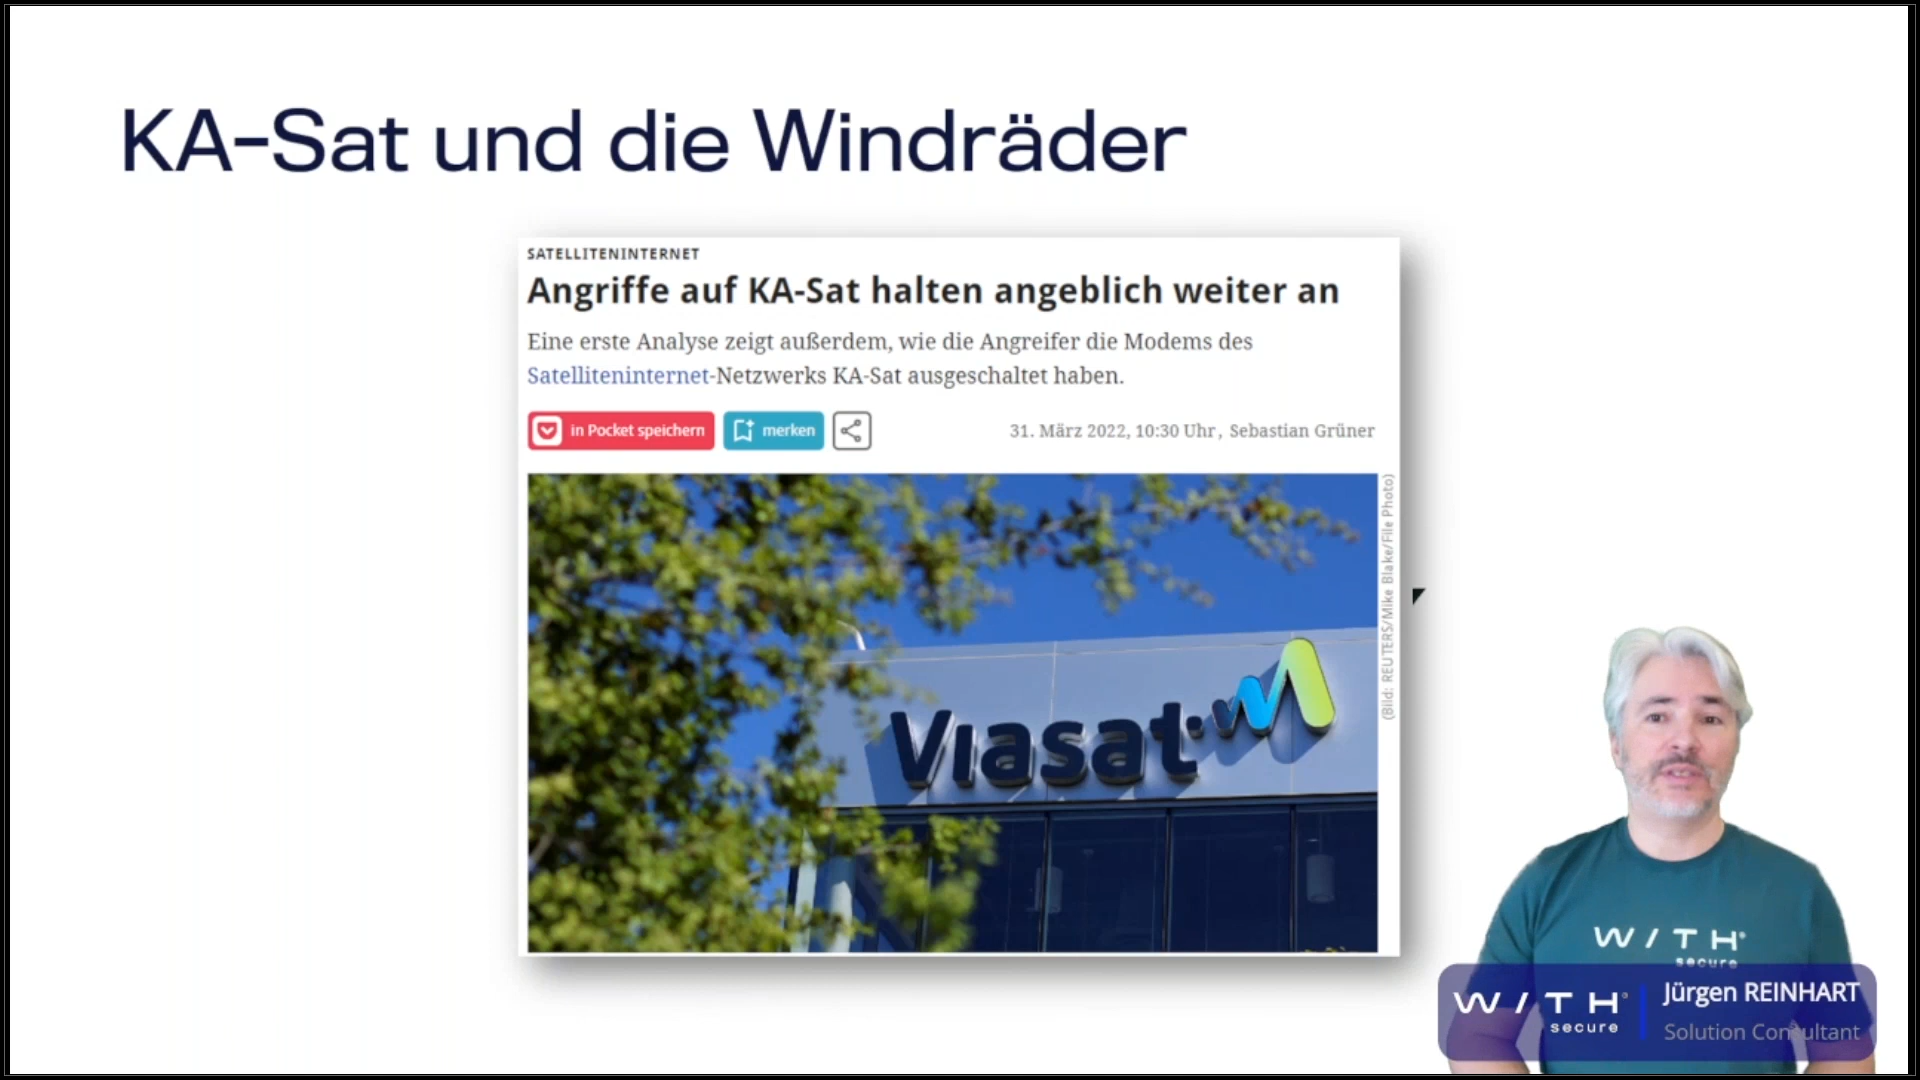 KA-Sat und die Windräder
SATELLITENINTERNET
Angriffe auf KA-Sat halten angeblich weiter an
Eine erste Analyse zeigt außerdem, wie die Angreifer die Modems des
Satelliteninternet-Netzwerks KA-Sat ausgeschaltet haben.
in Pocket speichern
merken
31. März 2022, 10:30 Uhr, Sebastian Grüner
(Bild: REUTERS/Mike Blake/File Photo)
Viasat
W/TH®
secure
W/TH®
secure
Jürgen REINHART
Solution Consultant